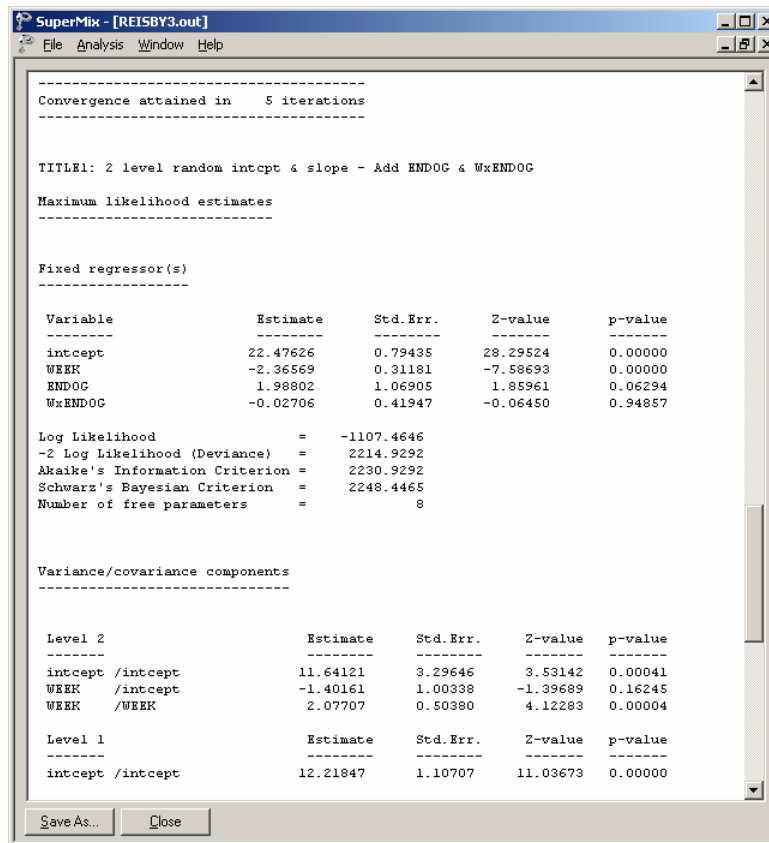 SuperMix - [REISBY3.out]
File Analysis Window Help
----------------------------------------
Convergence attained in 5 iterations
----------------------------------------
TITLE1: 2 level random intcpt & slope - Add ENDOG & WxENDOG
Maximum likelihood estimates
----------------------------
Fixed regressor(s)
------------------
Variable Estimate Std.Err. Z-value p-value
-------- -------- -------- ------- -------
intcept 22.47626 0.79435 28.29524 0.00000
WEEK -2.36569 0.31181 -7.58693 0.00000
ENDOG 1.98802 1.06905 1.85961 0.06294
WxENDOG -0.02706 0.41947 -0.06450 0.94857
Log Likelihood = -1107.4646
-2 Log Likelihood (Deviance) = 2214.9292
Akaike's Information Criterion = 2230.9292
Schwarz's Bayesian Criterion = 2248.4465
Number of free parameters = 8
Variance/covariance components
------------------------------
Level 2 Estimate Std.Err. Z-value p-value
------- -------- -------- ------- -------
intcept /intcept 11.64121 3.29646 3.53142 0.00041
WEEK /intcept -1.40161 1.00338 -1.39689 0.16245
WEEK /WEEK 2.07707 0.50380 4.12283 0.00004
Level 1 Estimate Std.Err. Z-value p-value
------- -------- -------- ------- -------
intcept /intcept 12.21847 1.10707 11.03673 0.00000
Save As... Close